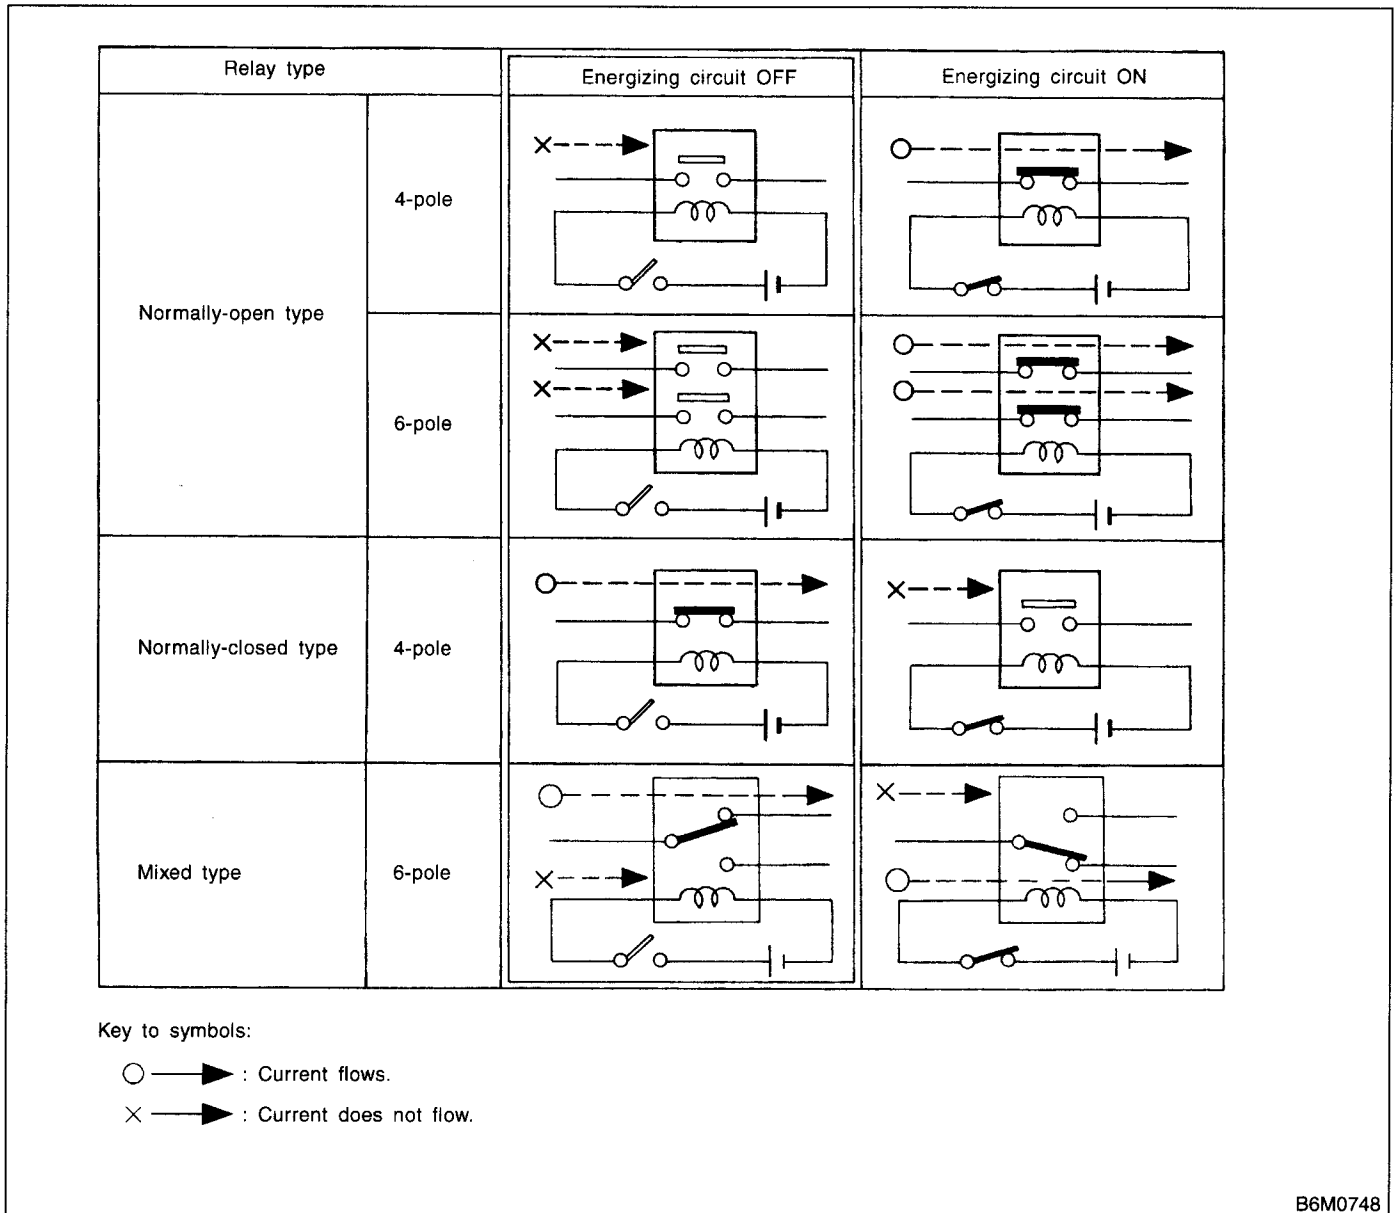 Relay type
Energizing circuit OFF
Energizing circuit ON
Normally-open type
4-pole
6-pole
Normally-closed type
4-pole
Mixed type
6-pole
Key to symbols:
: Current flows.
: Current does not flow.
B6M0748